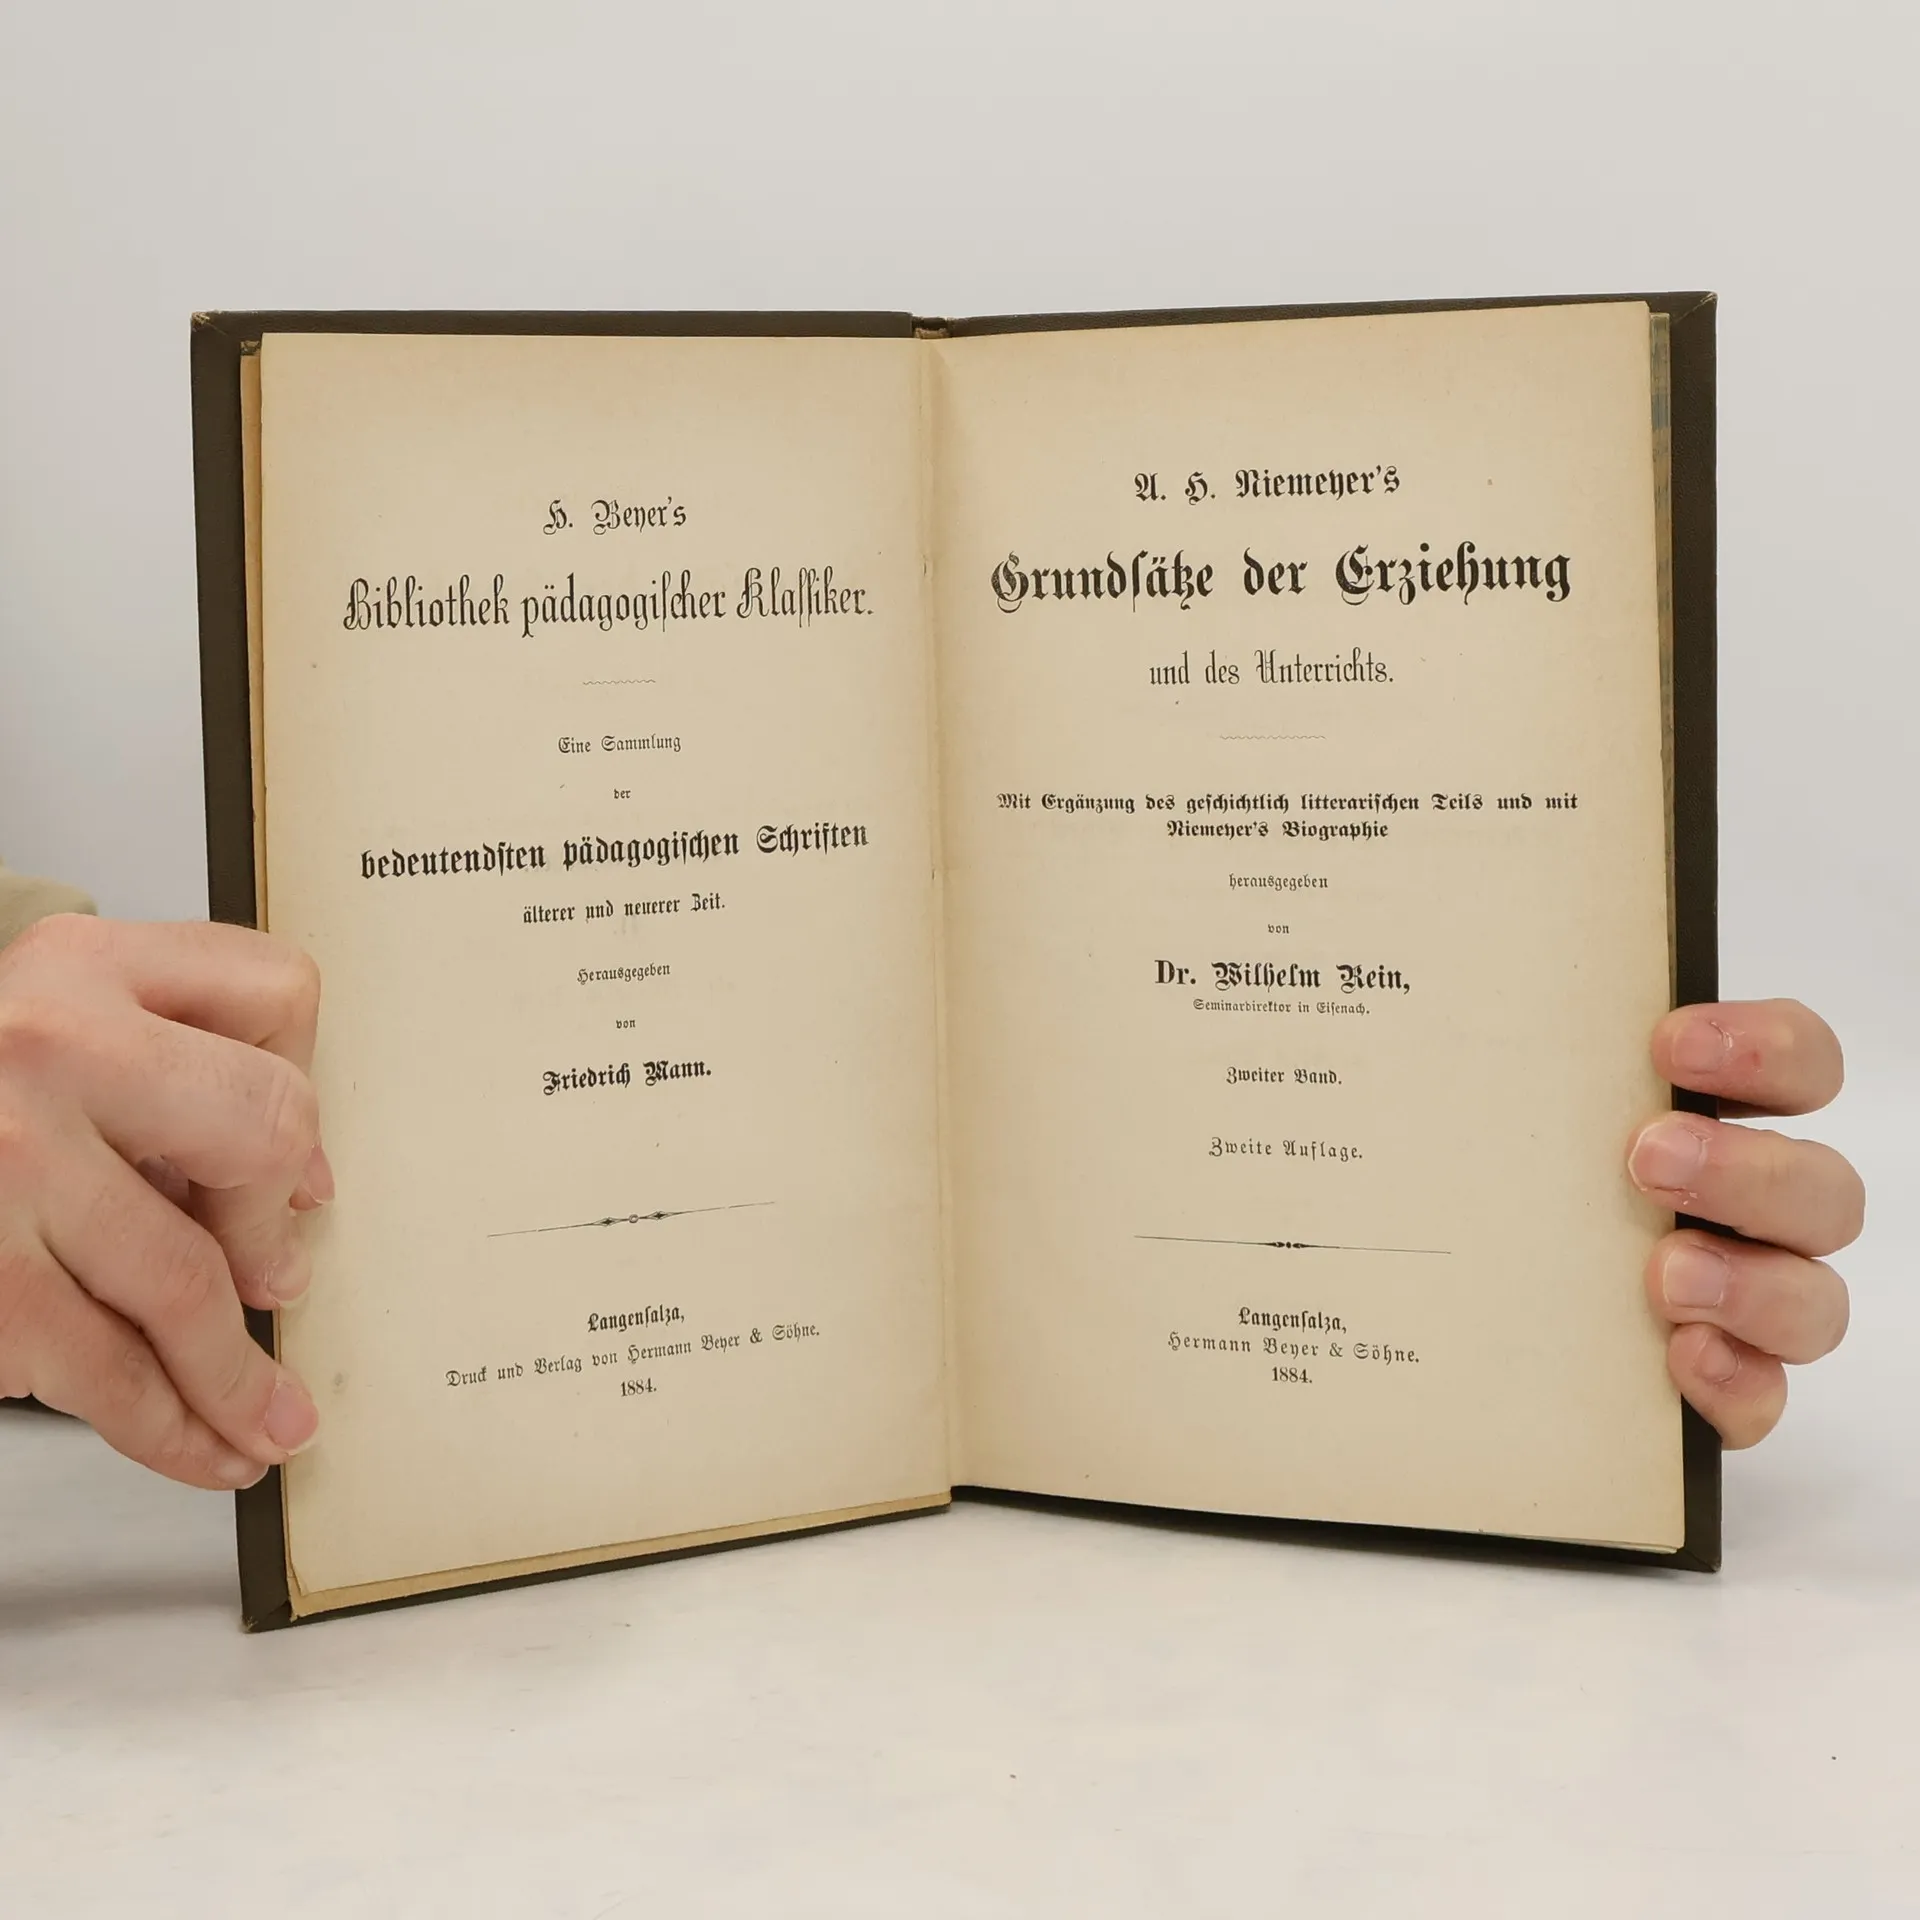 H. Beyer's
Bibliothek pädagogiſcher Klaſſiker.
Eine Sammlung
der
bedeutendſten pädagogiſchen Schriften
älterer und neuerer Zeit.
Herausgegeben
von
Friedrich Mann.
Langenſalza,
Druck und Verlag von Hermann Beyer & Söhne.
1884.
A. H. Niemeyer's
Grundſätze der Erziehung
und des Unterrichts.
Mit Ergänzung des geſchichtlich litterariſchen Teils und mit
Niemeyer's Biographie
herausgegeben
von
Dr. Wilhelm Rein,
Seminardirektor in Eiſenach.
Zweiter Band.
Zweite Auflage.
Langenſalza,
Hermann Beyer & Söhne.
1884.